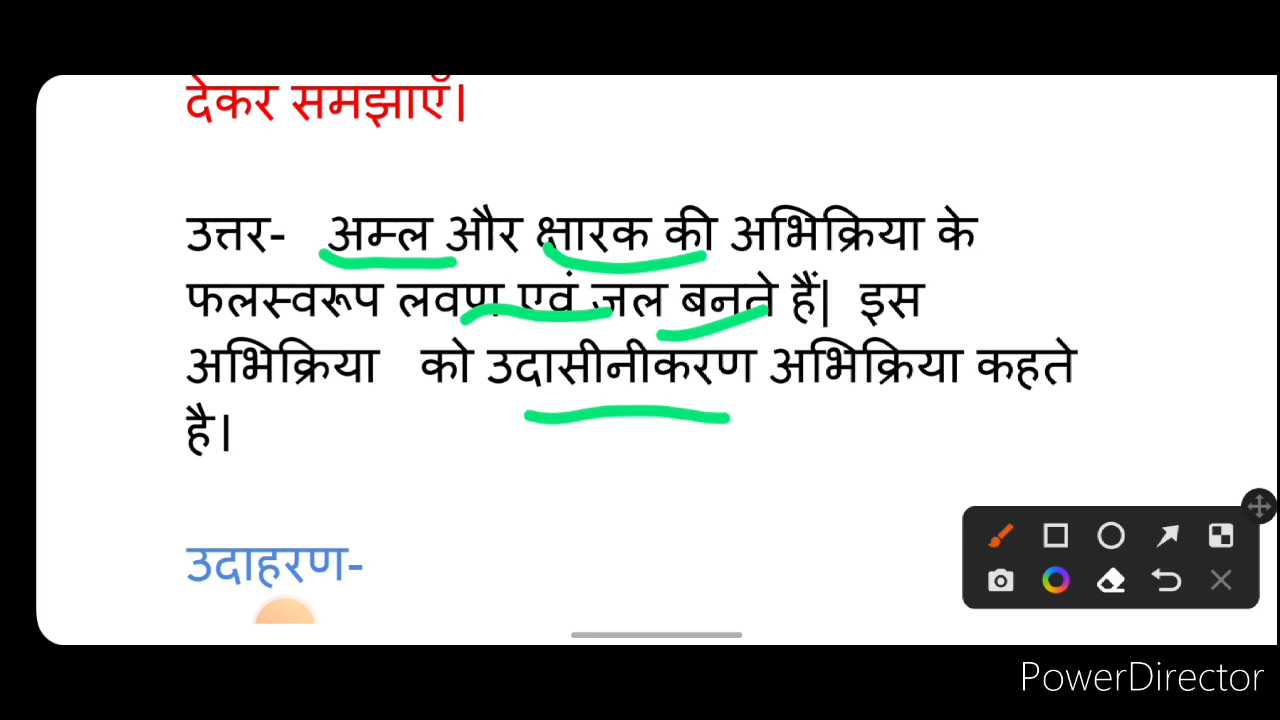 देकर समझाएँ।
उत्तर- अम्ल और क्षारक की अभिक्रिया के
फलस्वरूप लवण एवं जल बनते हैं| इस
अभिक्रिया को उदासीनीकरण अभिक्रिया कहते
है।
उदाहरण-
PowerDirector